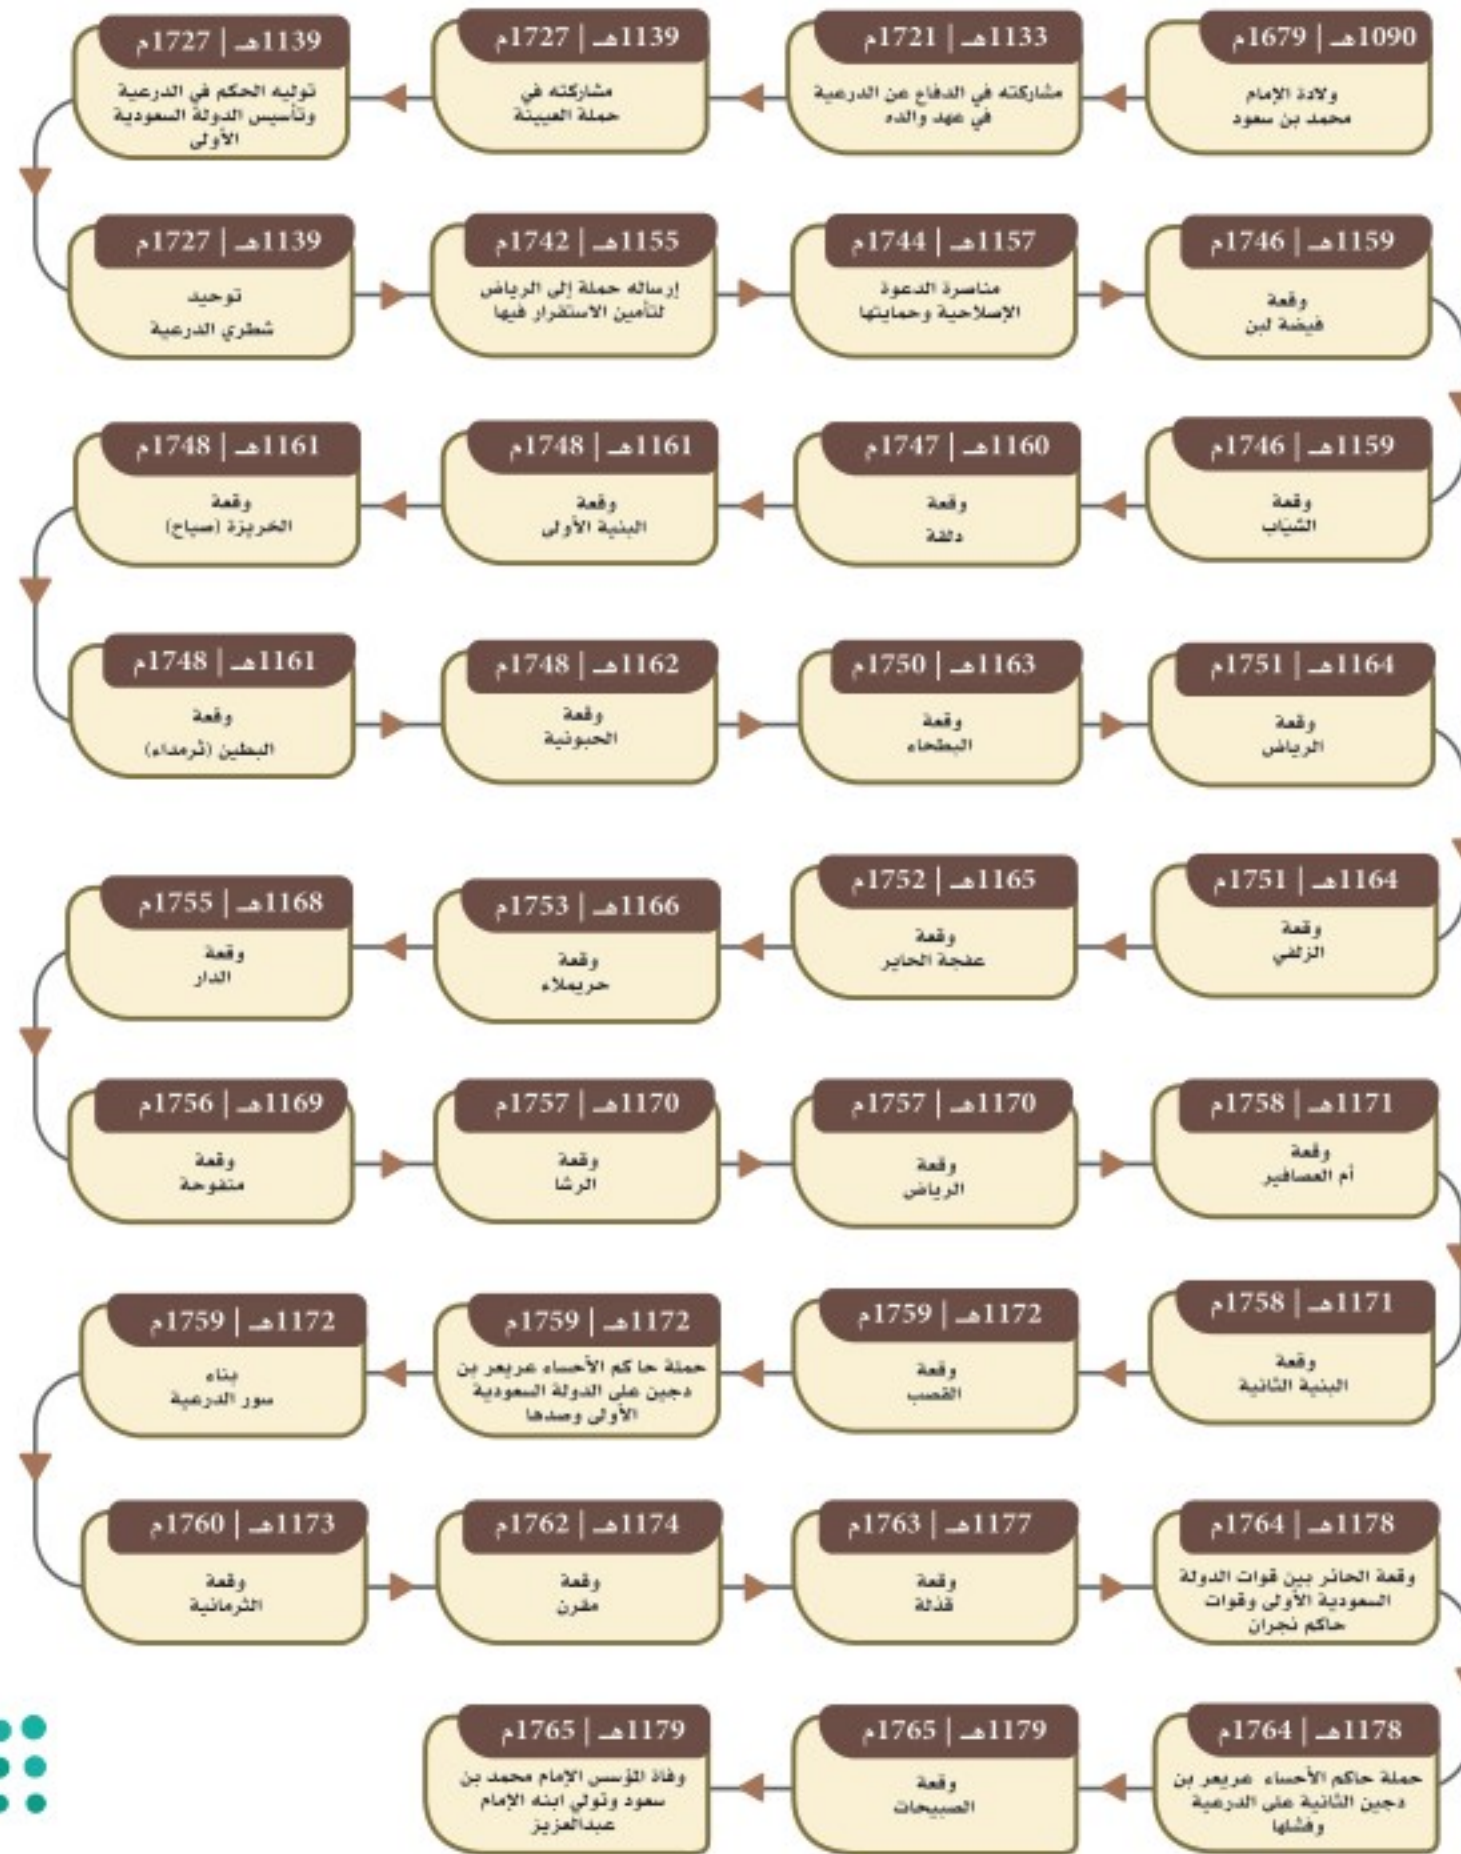 1090هـ | 1679م
ولادة الإمام
محمد بن سعود
1133هـ | 1721م
مشاركته في الدفاع عن الدرعية
في عهد والده
1139هـ | 1727م
مشاركته في
حملة العيينة
1139هـ | 1727م
توليه الحكم في الدرعية
وتأسيس الدولة السعودية
الأولى
1139هـ | 1727م
توحيد
شطري الدرعية
1155هـ | 1742م
إرساله حملة إلى الرياض
لتأمين الاستقرار فيها
1157هـ | 1744م
مناصرة الدعوة
الإصلاحية وحمايتها
1159هـ | 1746م
وقعة
فيضة لبن
1159هـ | 1746م
وقعة
الشيّاب
1160هـ | 1747م
وقعة
دلقة
1161هـ | 1748م
وقعة
البنية الأولى
1161هـ | 1748م
وقعة
الخريزة (صياح)
1161هـ | 1748م
وقعة
البطين (ثرمداء)
1162هـ | 1748م
وقعة
الحبونية
1163هـ | 1750م
وقعة
البطحاء
1164هـ | 1751م
وقعة
الرياض
1164هـ | 1751م
وقعة
الزلفي
1165هـ | 1752م
وقعة
عفجة الحاير
1166هـ | 1753م
وقعة
حريملاء
1168هـ | 1755م
وقعة
الدار
1169هـ | 1756م
وقعة
منفوحة
1170هـ | 1757م
وقعة
الرشا
1170هـ | 1757م
وقعة
الرياض
1171هـ | 1758م
وقعة
أم العصافير
1171هـ | 1758م
وقعة
البنية الثانية
1172هـ | 1759م
وقعة
القصب
1172هـ | 1759م
حملة حاكم الأحساء عريعر بن
دجين على الدولة السعودية
الأولى وصدها
1172هـ | 1759م
بناء
سور الدرعية
1173هـ | 1760م
وقعة
الثرمانية
1174هـ | 1762م
وقعة
مقرن
1177هـ | 1763م
وقعة
قذلة
1178هـ | 1764م
وقعة الحائر بين قوات الدولة
السعودية الأولى وقوات
حاكم نجران
1178هـ | 1764م
حملة حاكم الأحساء عريعر بن
دجين الثانية على الدرعية
وفشلها
1179هـ | 1765م
وقعة
الصبيحات
1179هـ | 1765م
وفاة المؤسس الإمام محمد بن
سعود وتولي ابنه الإمام
عبدالعزيز